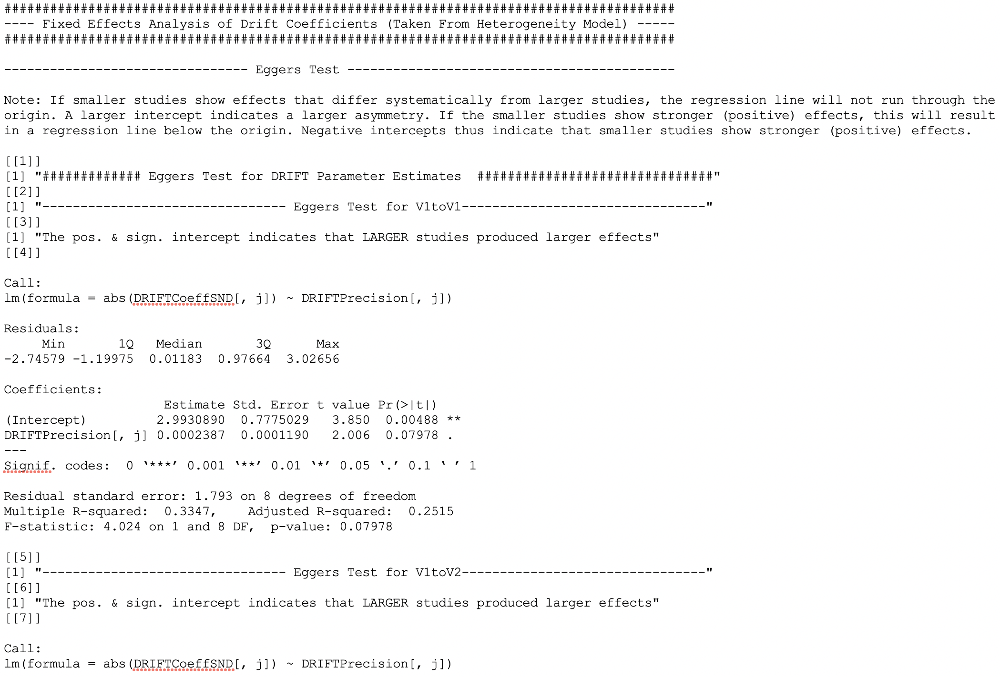 ########################################################################################
---- Fixed Effects Analysis of Drift Coefficients (Taken From Heterogeneity Model) -----
########################################################################################
-------------------------------- Eggers Test -------------------------------------------
Note: If smaller studies show effects that differ systematically from larger studies, the regression line will not run through the
origin. A larger intercept indicates a larger asymmetry. If the smaller studies show stronger (positive) effects, this will result
in a regression line below the origin. Negative intercepts thus indicate that smaller studies show stronger (positive) effects.
[[1]]
[1] "############# Eggers Test for DRIFT Parameter Estimates  ###############################"
[[2]]
[1] "-------------------------------- Eggers Test for V1toV1--------------------------------"
[[3]]
[1] "The pos. & sign. intercept indicates that LARGER studies produced larger effects"
[[4]]
Call:
lm(formula = abs(DRIFTCoeffSND[, j]) ~ DRIFTPrecision[, j])
Residuals:
     Min       1Q   Median       3Q      Max
-2.74579 -1.19975  0.01183  0.97664  3.02656
Coefficients:
                     Estimate Std. Error t value Pr(>|t|)
(Intercept)         2.9930890  0.7775029   3.850  0.00488 **
DRIFTPrecision[, j] 0.0002387  0.0001190   2.006  0.07978 .
---
Signif. codes:  0 ‘***’ 0.001 ‘**’ 0.01 ‘*’ 0.05 ‘.’ 0.1 ‘ ’ 1
Residual standard error: 1.793 on 8 degrees of freedom
Multiple R-squared:  0.3347,    Adjusted R-squared:  0.2515
F-statistic: 4.024 on 1 and 8 DF,  p-value: 0.07978
[[5]]
[1] "-------------------------------- Eggers Test for V1toV2--------------------------------"
[[6]]
[1] "The pos. & sign. intercept indicates that LARGER studies produced larger effects"
[[7]]
Call:
lm(formula = abs(DRIFTCoeffSND[, j]) ~ DRIFTPrecision[, j])